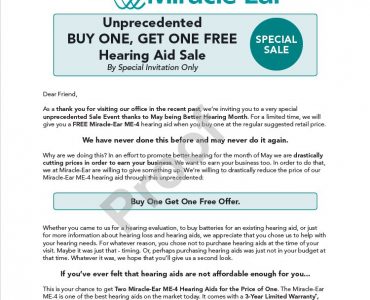 Miracle-Ear
Unprecedented
BUY ONE, GET ONE FREE
Hearing Aid Sale
By Special Invitation Only
SPECIAL
SALE
Dear Friend,
As a thank you for visiting our office in the recent past, we're inviting you to a very special
unprecedented Sale Event thanks to May being Better Hearing Month. For a limited time, we will
give you a FREE Miracle-Ear ME-4 hearing aid when you buy one at the regular suggested retail price.
We have never done this before and may never do it again.
Why are we doing this? In an effort to promote better hearing for the month of May we are drastically
cutting prices in order to earn your business! We don't want to earn your business too. In order to do that, we
at Miracle-Ear are willing to give something up. We're willing to drastically reduce the price of our
Miracle-Ear ME-4 hearing aid through this unprecedented:
Proof
Buy One Get One Free Offer.
Whether you came to us for a hearing evaluation, to buy batteries for an existing hearing aid, or just
for more information about hearing loss and hearing aids, we appreciate that you chose us to help with
your hearing needs. For whatever reason, you chose not to purchase hearing aids at the time of your
visit. Maybe it was just that - timing. Or, perhaps purchasing hearing aids was just not in your budget at
that time. Whatever it was, we hope that you'll give us a second look.
If you've ever felt that hearing aids are not affordable enough for you...
This is your chance to get Two Miracle-Ear ME-4 Hearing Aids for the Price of One. The Miracle-Ear
ME-4 is one of the best hearing aids on the market today. It comes with a 3-Year Limited Warranty*,